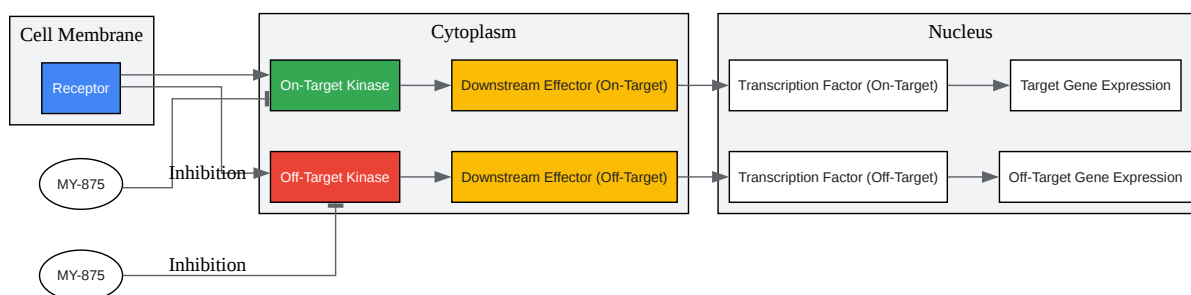 Cell Membrane
Cytoplasm
Nucleus
Receptor
On-Target Kinase
Downstream Effector (On-Target)
Transcription Factor (On-Target)
Target Gene Expression
MY-875
Inhibition
Off-Target Kinase
Downstream Effector (Off-Target)
Transcription Factor (Off-Target)
Off-Target Gene Expression
MY-875
Inhibition